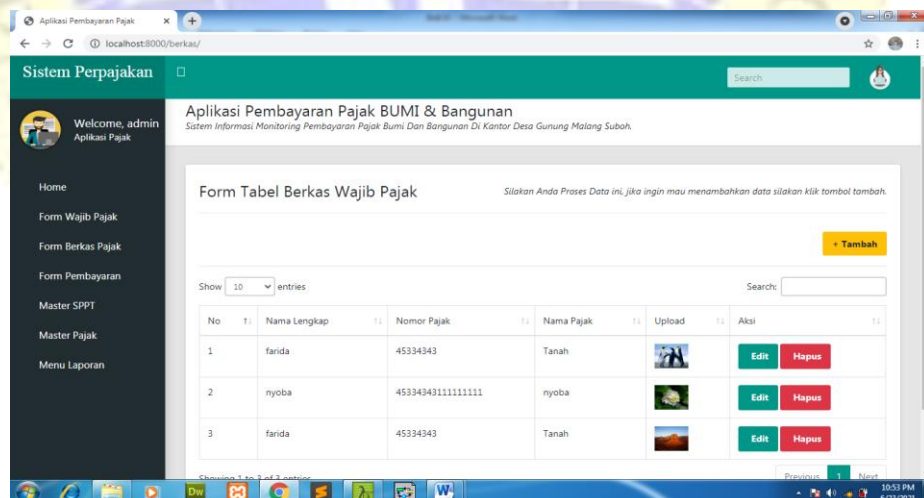 Aplikasi Pembayaran Pajak
localhost:8000/berkas/
Sistem Perpajakan
Search
Welcome, admin
Aplikasi Pajak
Aplikasi Pembayaran Pajak BUMI & Bangunan
Sistem Informasi Monitoring Pembayaran Pajak Bumi Dan Bangunan Di Kantor Desa Gunung Malang Suboh.
Home
Form Wajib Pajak
Form Berkas Pajak
Form Pembayaran
Master SPPT
Master Pajak
Menu Laporan
Form Tabel Berkas Wajib Pajak
Silakan Anda Proses Data ini, jika ingin mau menambahkan data silakan klik tombol tambah.
+ Tambah
Show 10 entries Search:
No Nama Lengkap Nomor Pajak Nama Pajak Upload Aksi
1 farida 45334343 Tanah Edit Hapus
2 nyoba 45334343111111111 nyoba Edit Hapus
3 farida 45334343 Tanah Edit Hapus
Showing 1 to 3 of 3 entries Previous 1 Next
10:53 PM